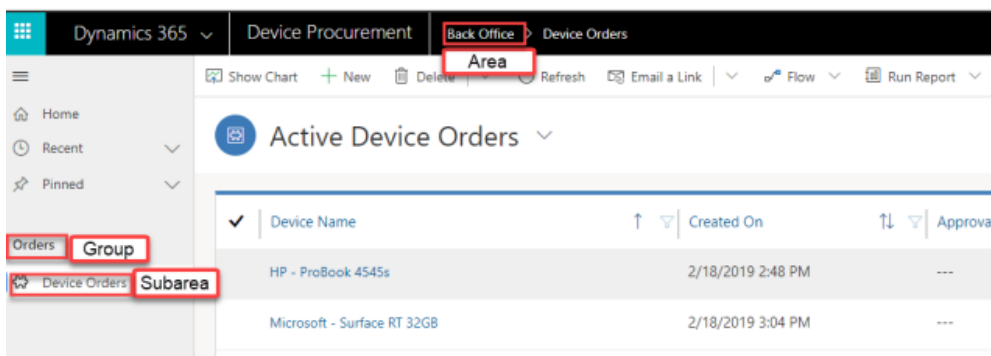 Dynamics 365 Device Procurement Back Office > Device Orders
Area
Show Chart New Delete Refresh Email a Link Flow Run Report
Home
Recent
Pinned
Active Device Orders
Device Name Created On Approva
Orders Group
HP - ProBook 4545s 2/18/2019 2:48 PM ---
Device Orders Subarea
Microsoft - Surface RT 32GB 2/18/2019 3:04 PM ---